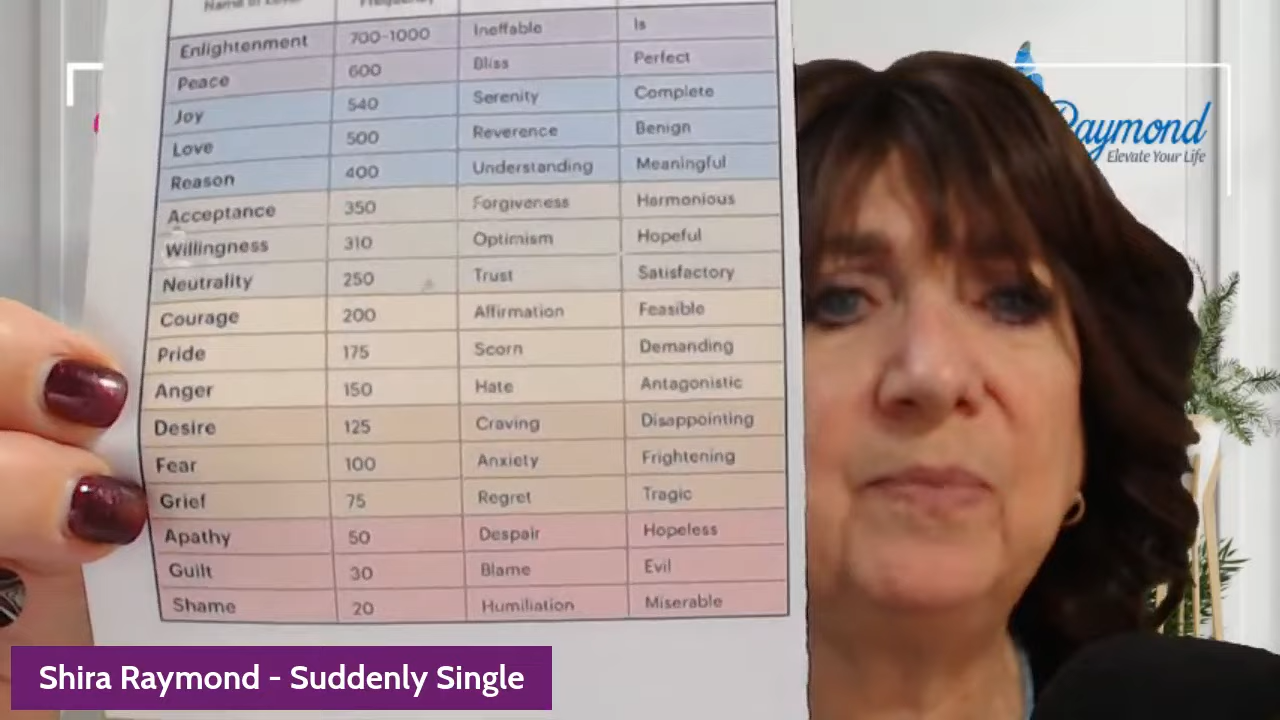 Enlightenment 700-1000 Ineffable Is
Peace 600 Bliss Perfect
Joy 540 Serenity Complete
Love 500 Reverence Benign
Reason 400 Understanding Meaningful
Acceptance 350 Forgiveness Harmonious
Willingness 310 Optimism Hopeful
Neutrality 250 Trust Satisfactory
Courage 200 Affirmation Feasible
Pride 175 Scorn Demanding
Anger 150 Hate Antagonistic
Desire 125 Craving Disappointing
Fear 100 Anxiety Frightening
Grief 75 Regret Tragic
Apathy 50 Despair Hopeless
Guilt 30 Blame Evil
Shame 20 Humiliation Miserable
Raymond
Elevate Your Life
Shira Raymond - Suddenly Single